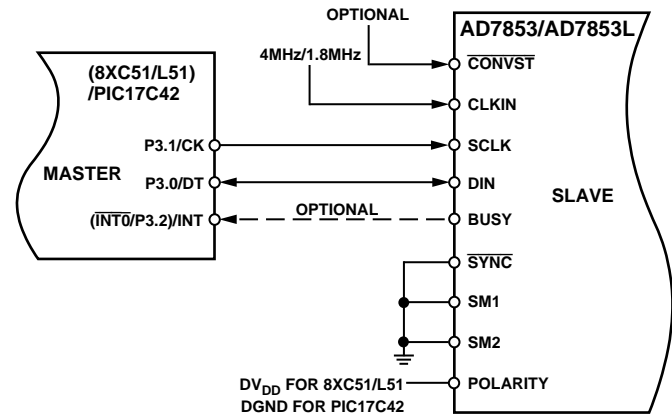 OPTIONAL
AD7853/AD7853L
4MHz/1.8MHz
(8XC51/L51)
/PIC17C42
CONVST
CLKIN
P3.1/CK
SCLK
MASTER
P3.0/DT
DIN
SLAVE
(INT0/P3.2)/INT
OPTIONAL
BUSY
SYNC
SM1
SM2
DVDD FOR 8XC51/L51
DGND FOR PIC17C42
POLARITY